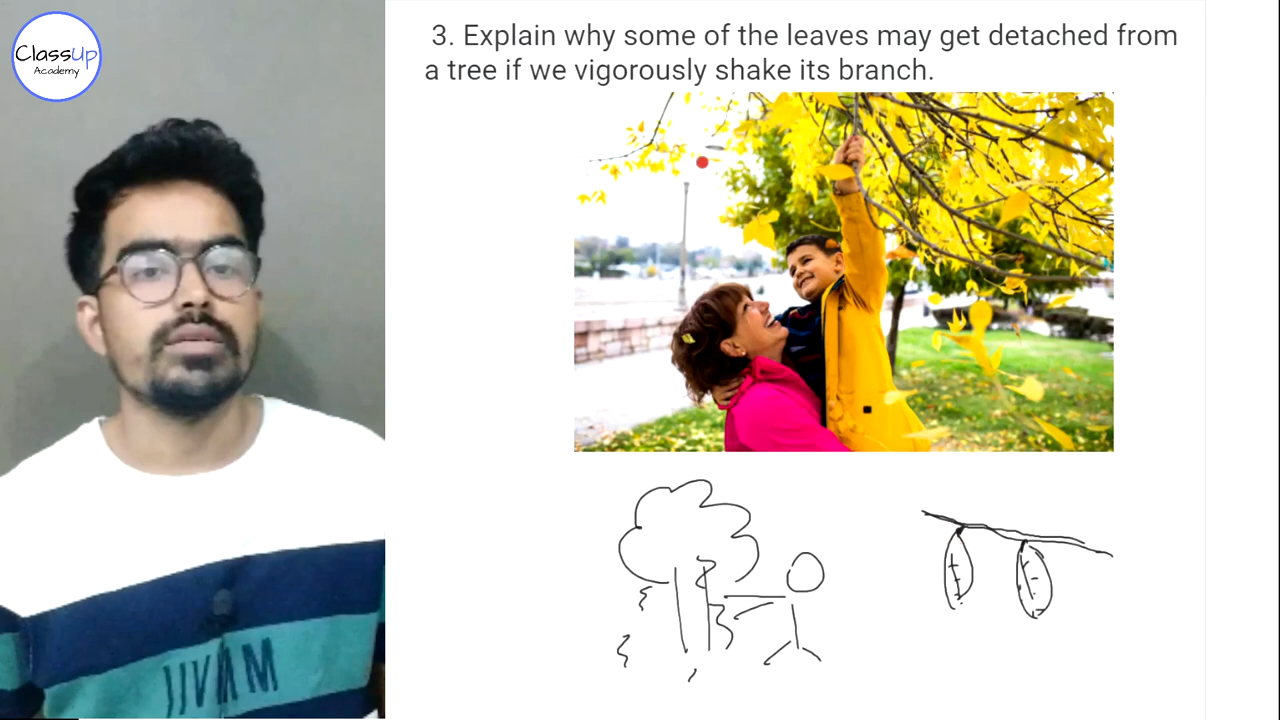 ClassUp
Academy
3. Explain why some of the leaves may get detached from
a tree if we vigorously shake its branch.